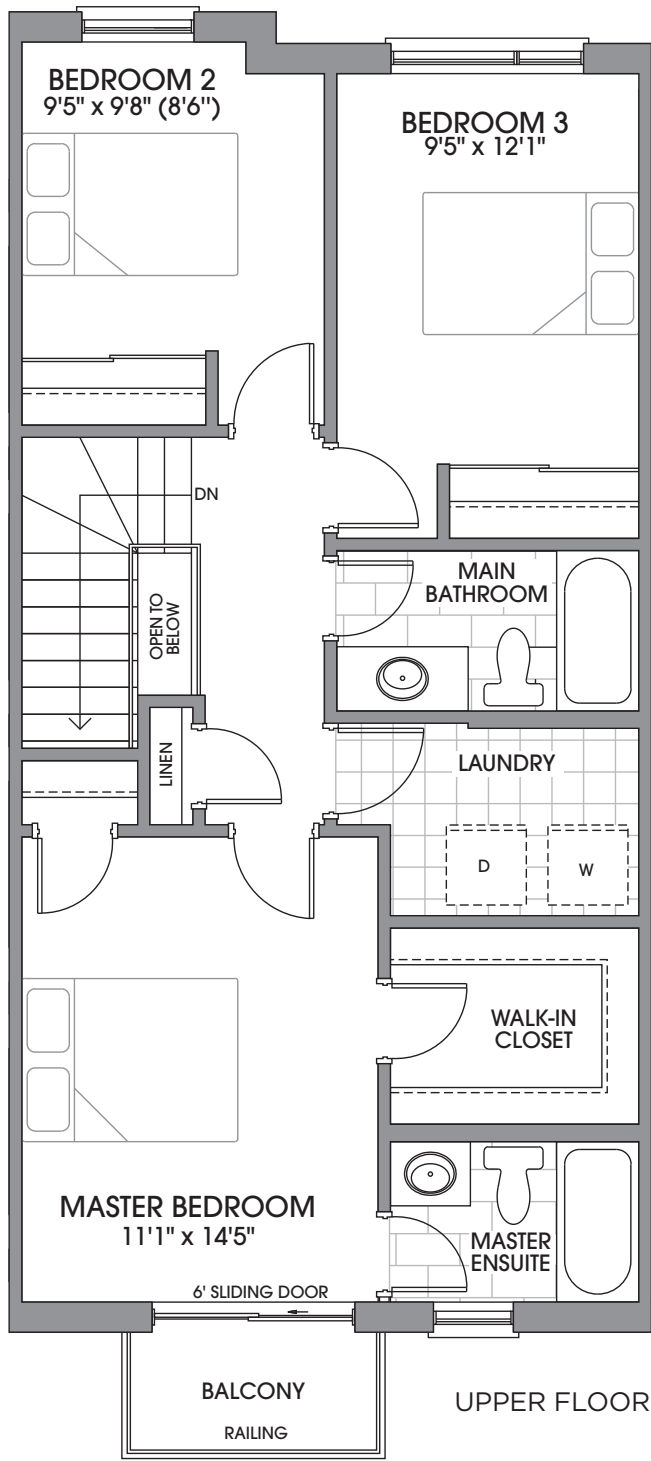 BEDROOM 2
9'5" x 9'8" (8'6")
BEDROOM 3
9'5" x 12'1"
DN
OPEN TO
BELOW
MAIN
BATHROOM
LINEN
LAUNDRY
D
W
WALK-IN
CLOSET
MASTER BEDROOM
11'1" x 14'5"
MASTER
ENSUITE
6' SLIDING DOOR
BALCONY
RAILING
UPPER FLOOR